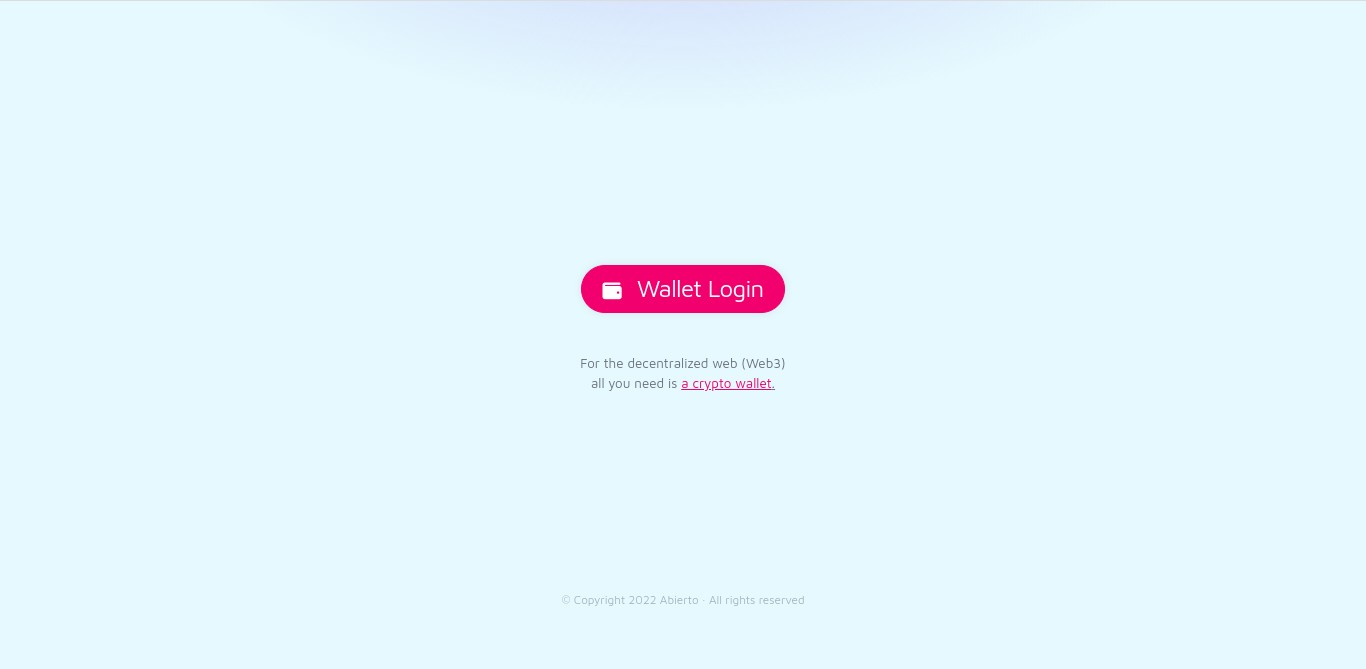 Wallet Login
For the decentralized web (Web3)
all you need is a crypto wallet.
© Copyright 2022 Abierto · All rights reserved